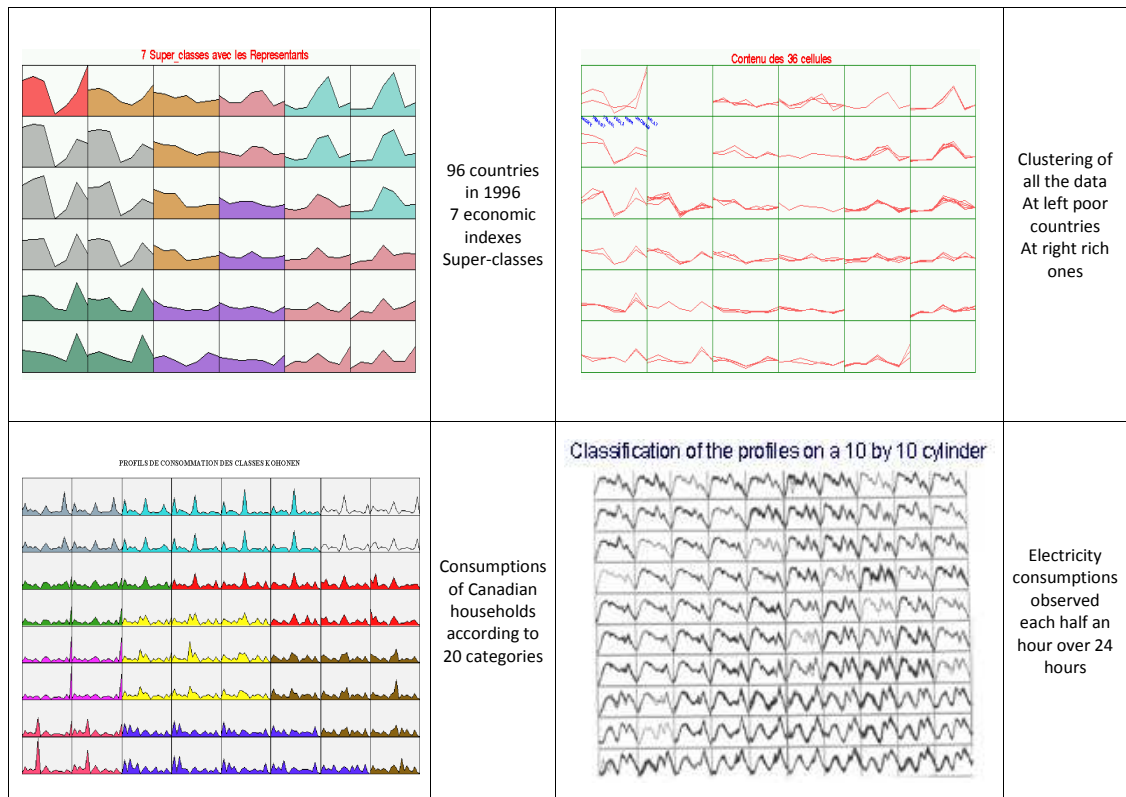 7 Super_classes avec les Representants
96 countries
in 1996
7 economic
indexes
Super-classes
Contenu des 36 cellules
Clustering of
all the data
At left poor
countries
At right rich
ones
PROFILS DE CONSOMMATION DES CLASSES KOHONEN
Consumptions
of Canadian
households
according to
20 categories
Classification of the profiles on a 10 by 10 cylinder
Electricity
consumptions
observed
each half an
hour over 24
hours